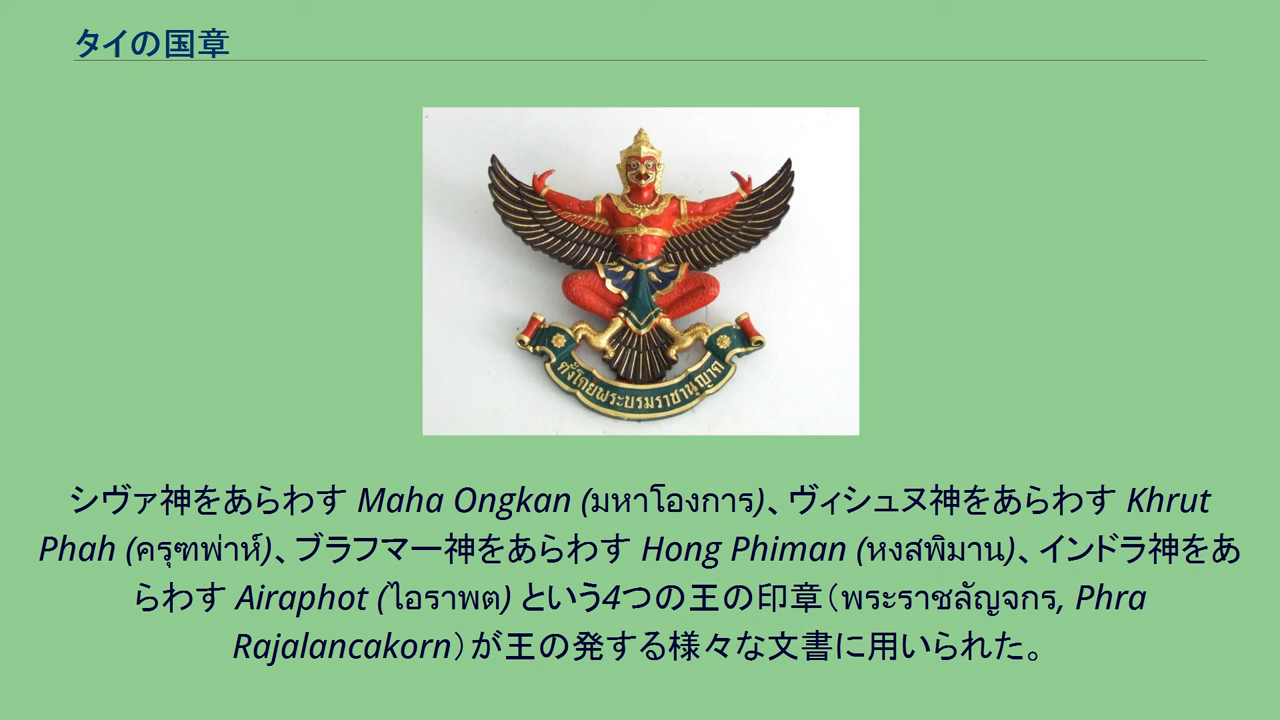 タイの国章
ตั้งโดยพระบรมราชานุญาต
シヴァ神をあらわす Maha Ongkan (มหาโองการ)、ヴィシュヌ神をあらわす Khrut
Phah (ครุฑพ่าห์)、ブラフマー神をあらわす Hong Phiman (หงสพิมาน)、インドラ神をあ
らわす Airaphot (ไอราพต) という4つの王の印章（พระราชลัญจกร, Phra
Rajalancakorn）が王の発する様々な文書に用いられた。